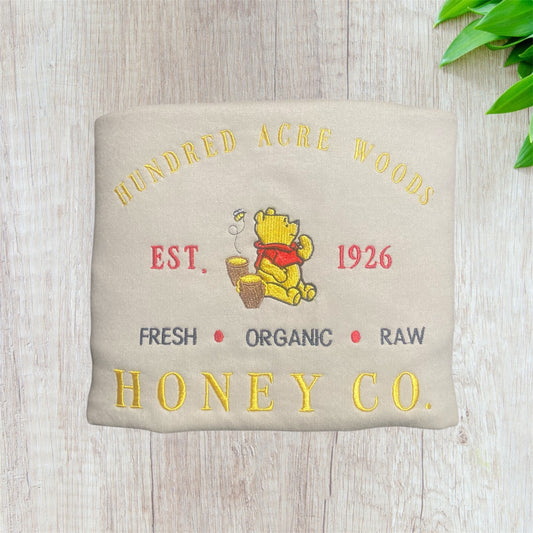 HUNDRED ACRE WOODS
EST. 1926
FRESH • ORGANIC • RAW
HONEY CO.